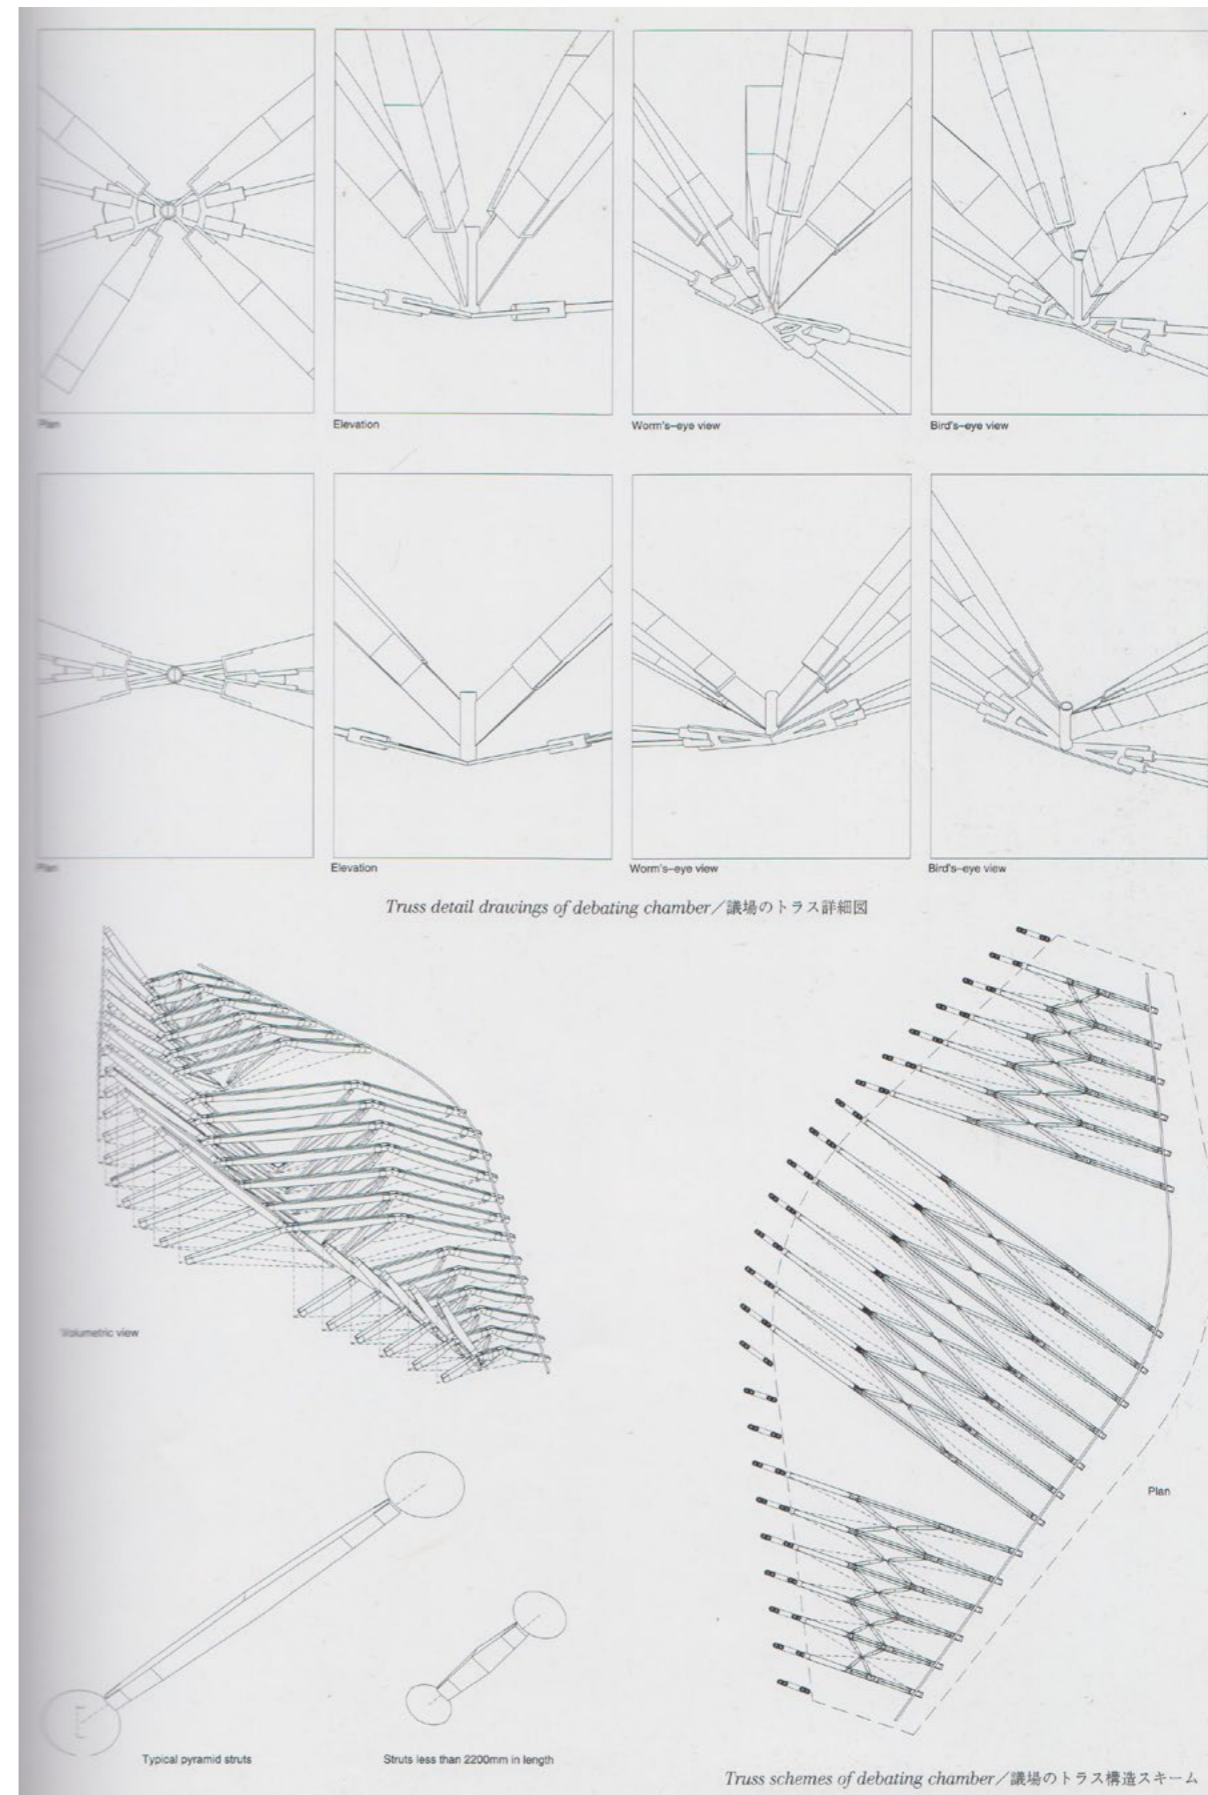 Plan
Elevation
Worm's–eye view
Bird's–eye view
Plan
Elevation
Worm's–eye view
Bird's–eye view
Truss detail drawings of debating chamber／議場のトラス詳細図
Volumetric view
Plan
Typical pyramid struts
Struts less than 2200mm in length
Truss schemes of debating chamber／議場のトラス構造スキーム